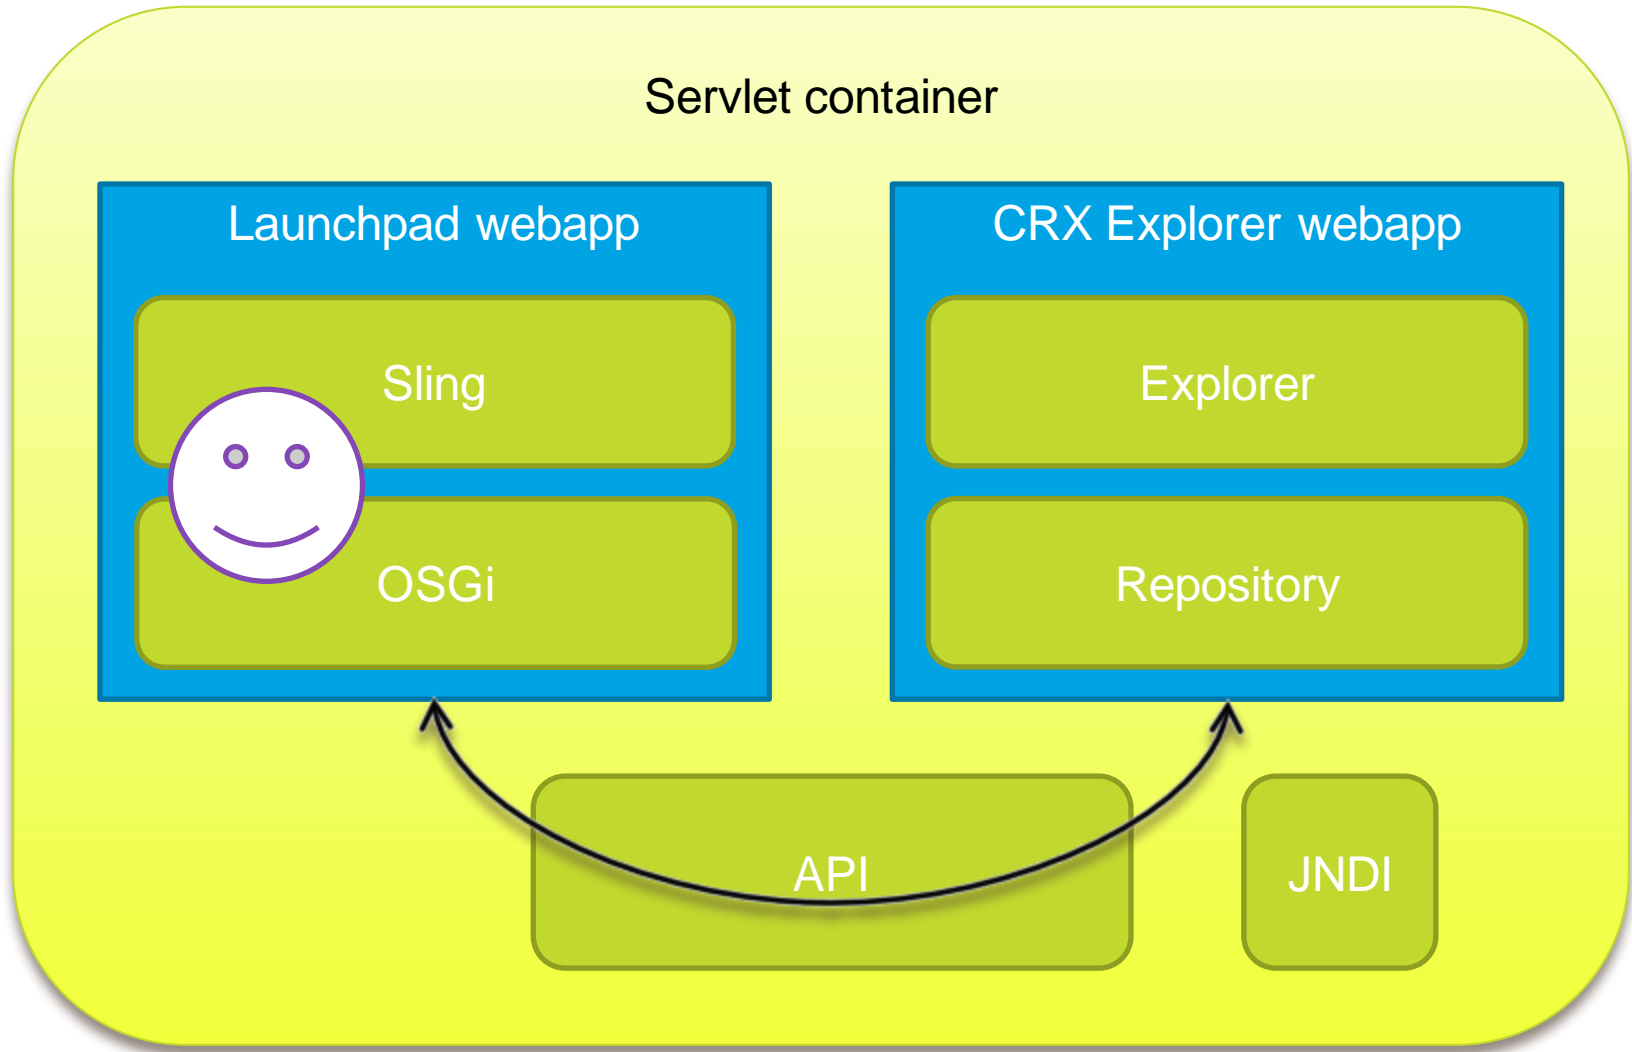 Servlet container
Launchpad webapp
Sling
OSGi
CRX Explorer webapp
Explorer
Repository
API
JNDI